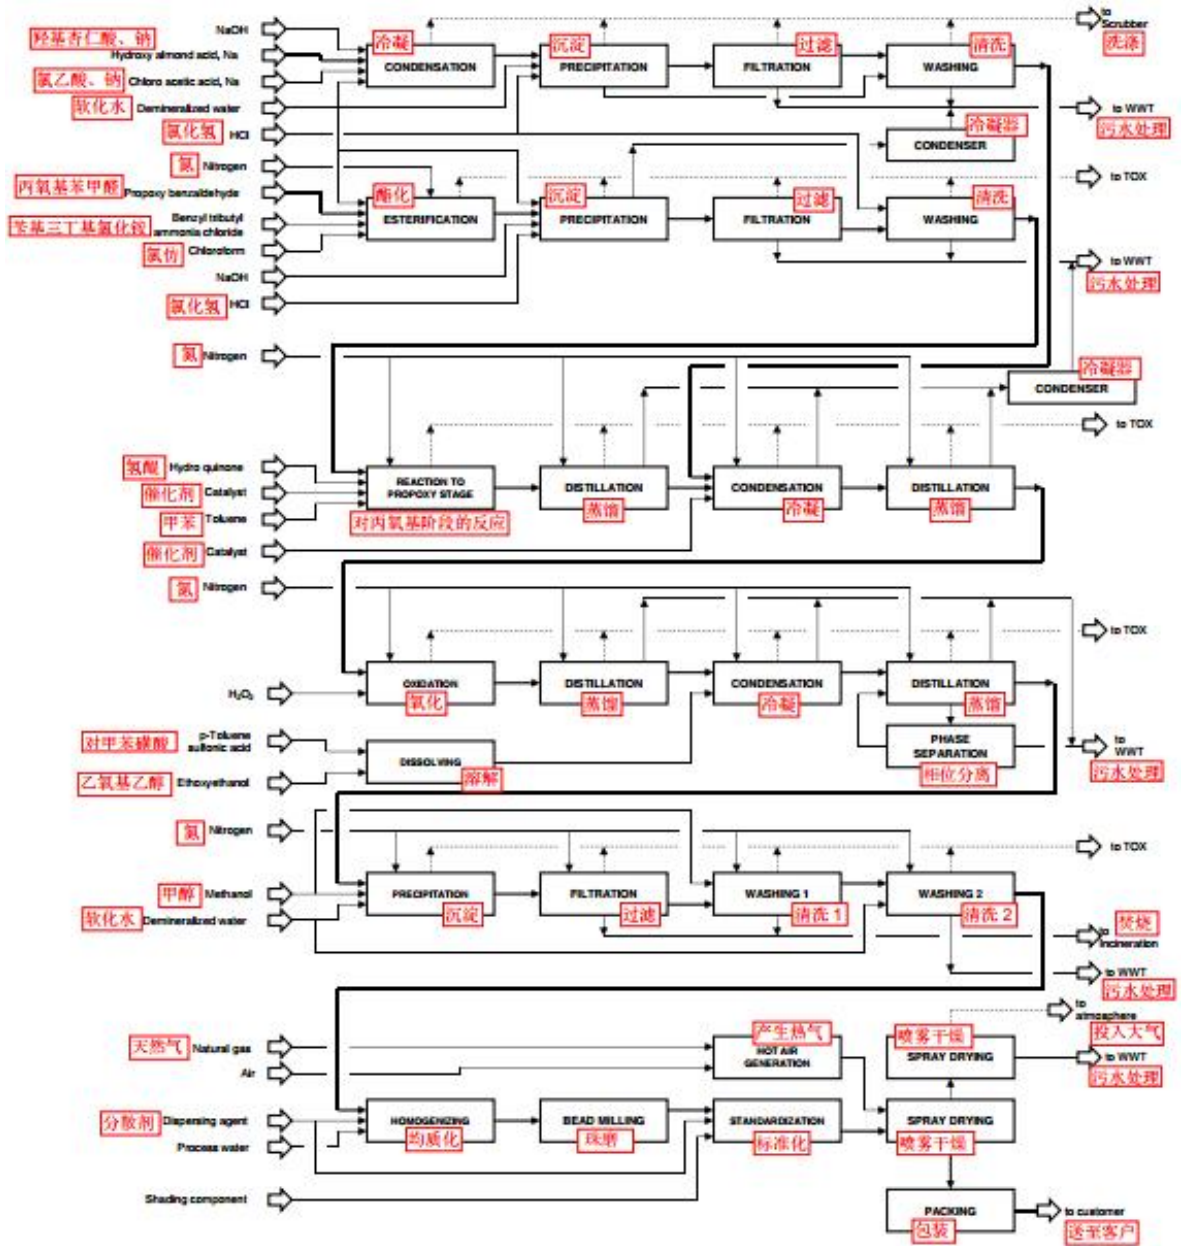 to
Scrubber
洗涤
NaOH
羟基杏仁酸、钠
Hydroxy almond acid, Na
氯乙酸、钠
Chloro acetic acid, Na
软化水
Demineralized water
氯化氢
HCl
冷凝
CONDENSATION
沉淀
PRECIPITATION
过滤
FILTRATION
清洗
WASHING
to WWT
污水处理
冷凝器
CONDENSER
氮
Nitrogen
丙氧基苯甲醛
Propoxy benzaldehyde
苄基三丁基氯化铵
Benzyl tributyl
ammonia chloride
氯仿
Chloroform
NaOH
氯化氢
HCl
酯化
ESTERIFICATION
沉淀
PRECIPITATION
过滤
FILTRATION
清洗
WASHING
to TOX
to WWT
污水处理
氮
Nitrogen
冷凝器
CONDENSER
to TOX
氢醌
Hydro quinone
催化剂
Catalyst
甲苯
Toluene
催化剂
Catalyst
REACTION TO
PROPOXY STAGE
对丙氧基阶段的反应
DISTILLATION
蒸馏
CONDENSATION
冷凝
DISTILLATION
蒸馏
氮
Nitrogen
to TOX
H₂O₂
OXIDATION
氧化
DISTILLATION
蒸馏
CONDENSATION
冷凝
DISTILLATION
蒸馏
对甲苯磺酸
p-Toluene
sulfonic acid
乙氧基乙醇
Ethoxyethanol
DISSOLVING
溶解
PHASE
SEPARATION
相位分离
to
WWT
污水处理
氮
Nitrogen
to TOX
甲醇
Methanol
软化水
Demineralized water
PRECIPITATION
沉淀
FILTRATION
过滤
WASHING 1
清洗 1
WASHING 2
清洗 2
焚烧
to
Incineration
to WWT
污水处理
to
atmosphere
投入大气
天然气
Natural gas
Air
产生热气
HOT AIR
GENERATION
喷雾干燥
SPRAY DRYING
to WWT
污水处理
分散剂
Dispersing agent
Process water
HOMOGENIZING
均质化
BEAD MILLING
珠磨
STANDARDIZATION
标准化
SPRAY DRYING
喷雾干燥
Shading component
PACKING
包装
to customer
送至客户